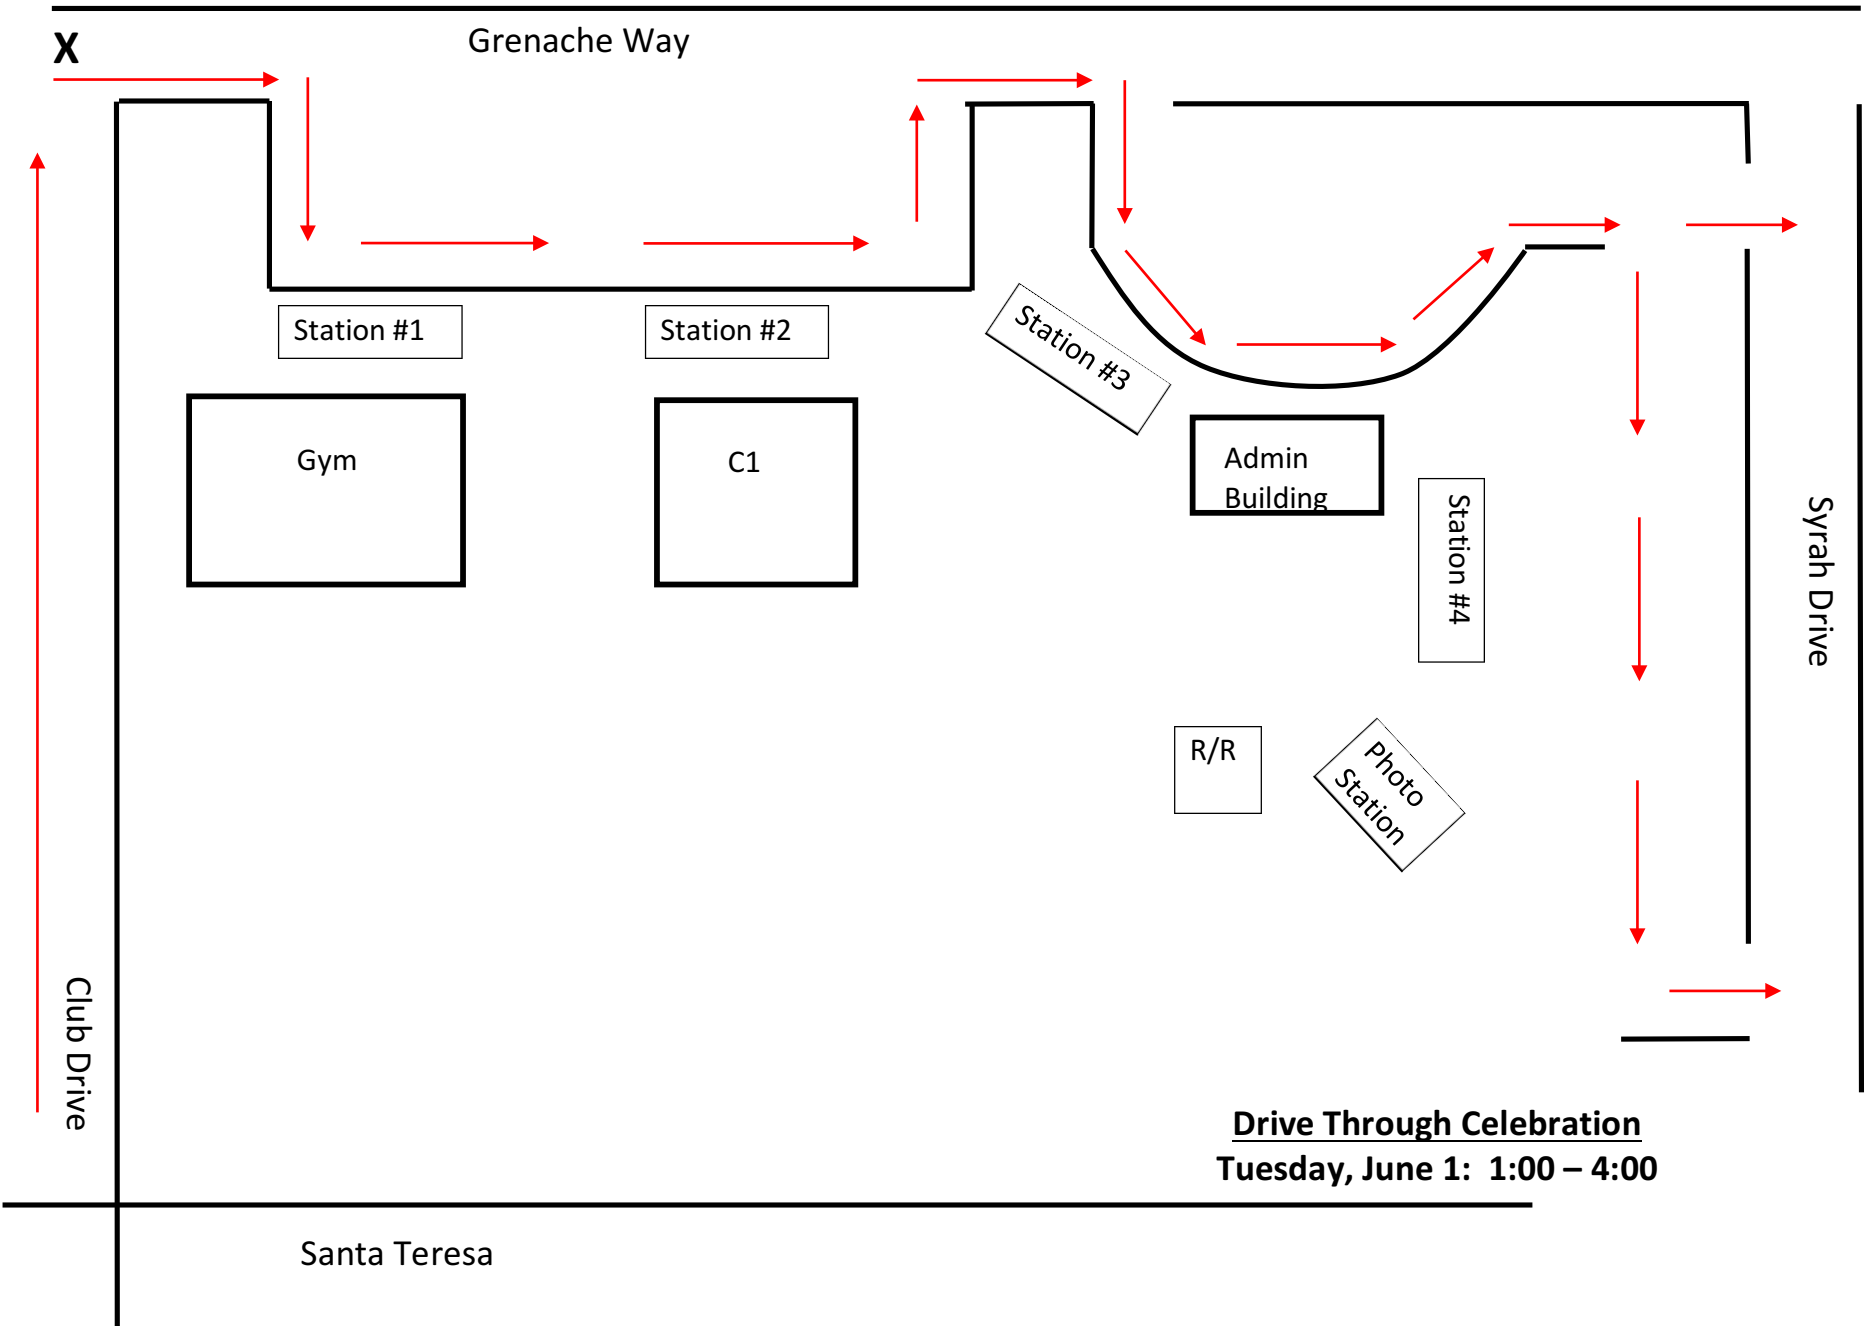 X
Grenache Way
Station #1
Station #2
Station #3
Gym
C1
Admin
Building
Station #4
Syrah Drive
R/R
Photo
Station
Club Drive
Drive Through Celebration
Tuesday, June 1: 1:00 – 4:00
Santa Teresa